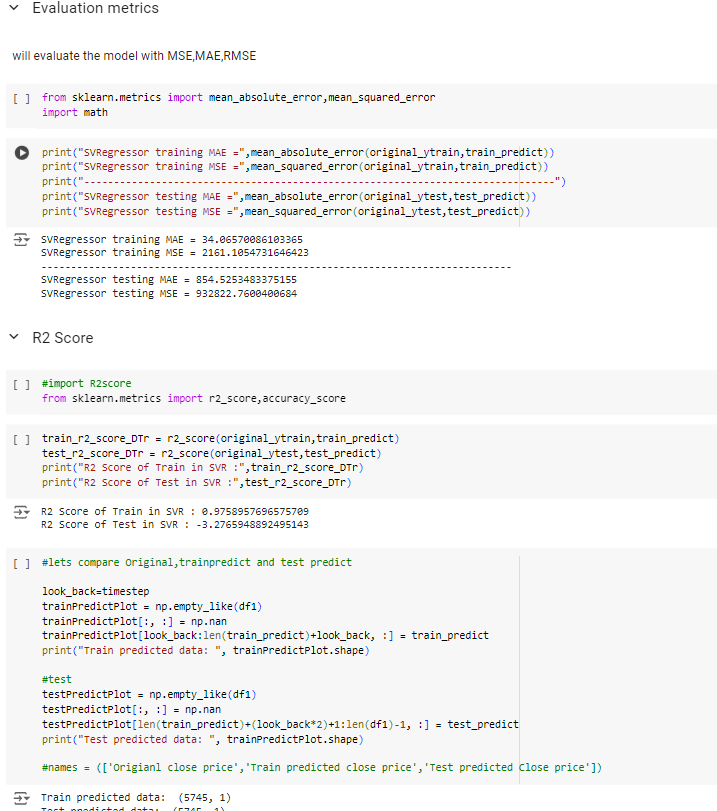 Evaluation metrics
will evaluate the model with MSE,MAE,RMSE
[ ] from sklearn.metrics import mean_absolute_error,mean_squared_error
import math
print("SVRegressor training MAE =",mean_absolute_error(original_ytrain,train_predict))
print("SVRegressor training MSE =",mean_squared_error(original_ytrain,train_predict))
print("-------------------------------------------------------------------------------")
print("SVRegressor testing MAE =",mean_absolute_error(original_ytest,test_predict))
print("SVRegressor testing MSE =",mean_squared_error(original_ytest,test_predict))
SVRegressor training MAE = 34.06570086103365
SVRegressor training MSE = 2161.1054731646423
-------------------------------------------------------------------------------
SVRegressor testing MAE = 854.5253483375155
SVRegressor testing MSE = 932822.7600400684
R2 Score
[ ] #import R2score
from sklearn.metrics import r2_score,accuracy_score
[ ] train_r2_score_DTr = r2_score(original_ytrain,train_predict)
test_r2_score_DTr = r2_score(original_ytest,test_predict)
print("R2 Score of Train in SVR :",train_r2_score_DTr)
print("R2 Score of Test in SVR :",test_r2_score_DTr)
R2 Score of Train in SVR : 0.9758957696575709
R2 Score of Test in SVR : -3.2765948892495143
[ ] #lets compare Original,trainpredict and test predict
look_back=timestep
trainPredictPlot = np.empty_like(df1)
trainPredictPlot[:, :] = np.nan
trainPredictPlot[look_back:len(train_predict)+look_back, :] = train_predict
print("Train predicted data: ", trainPredictPlot.shape)
#test
testPredictPlot = np.empty_like(df1)
testPredictPlot[:, :] = np.nan
testPredictPlot[len(train_predict)+(look_back*2)+1:len(df1)-1, :] = test_predict
print("Test predicted data: ", trainPredictPlot.shape)
#names = (['Origianl close price','Train predicted close price','Test predicted Close price'])
Train predicted data:  (5745, 1)
Test predicted data:  (5745, 1)